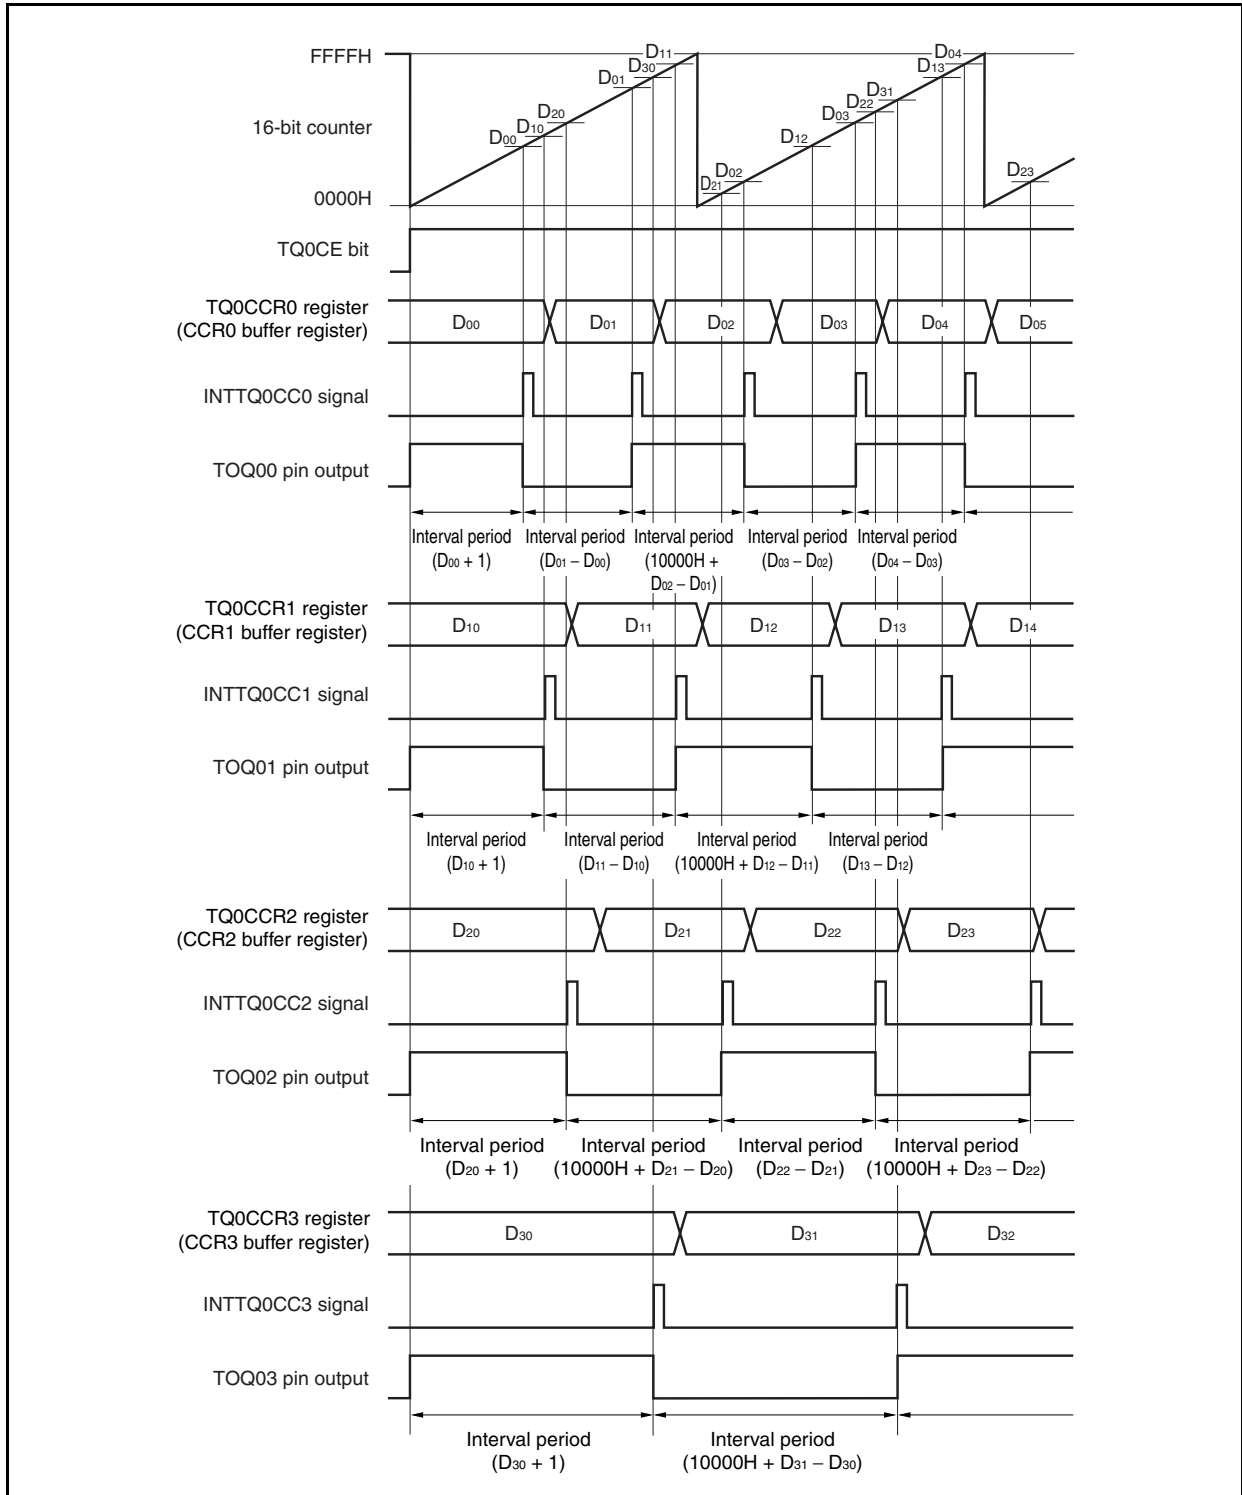 FFFFH
16-bit counter
0000H
D00
D10
D20
D01
D30
D11
D21
D02
D12
D03
D22
D31
D13
D04
D23
TQ0CE bit
TQ0CCR0 register
(CCR0 buffer register)
D00 D01 D02 D03 D04 D05
INTTQ0CC0 signal
TOQ00 pin output
Interval period
(D00 + 1)
Interval period
(D01 – D00)
Interval period
(10000H +
D02 – D01)
Interval period
(D03 – D02)
Interval period
(D04 – D03)
TQ0CCR1 register
(CCR1 buffer register)
D10 D11 D12 D13 D14
INTTQ0CC1 signal
TOQ01 pin output
Interval period
(D10 + 1)
Interval period
(D11 – D10)
Interval period
(10000H + D12 – D11)
Interval period
(D13 – D12)
TQ0CCR2 register
(CCR2 buffer register)
D20 D21 D22 D23
INTTQ0CC2 signal
TOQ02 pin output
Interval period
(D20 + 1)
Interval period
(10000H + D21 – D20)
Interval period
(D22 – D21)
Interval period
(10000H + D23 – D22)
TQ0CCR3 register
(CCR3 buffer register)
D30 D31 D32
INTTQ0CC3 signal
TOQ03 pin output
Interval period
(D30 + 1)
Interval period
(10000H + D31 – D30)